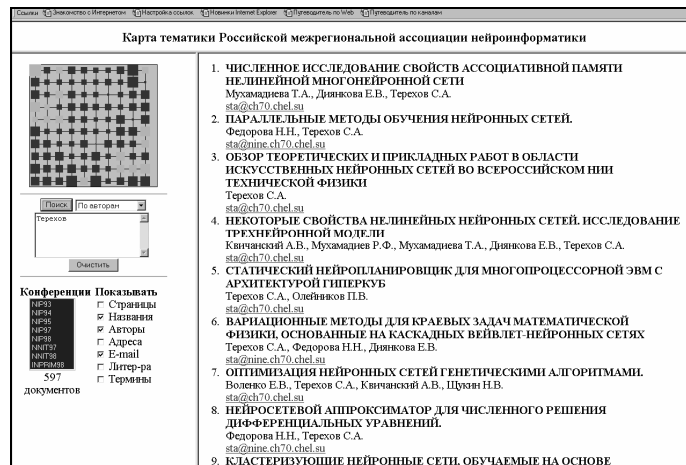 Ссылки Знакомство с Интернетом Настройка ссылок Новинки Internet Explorer Путеводитель по Web Путеводитель по каналам
Карта тематики Российской межрегиональной ассоциации нейроинформатики
Поиск По авторам
Терехов
Очистить
Конференции Показывать
NIP93
NIP94
NIP95
NIP97
NIP98
NNIT97
NNIT98
INPRIM98
597
документов
Страницы
Названия
Авторы
Адреса
E-mail
Литер-ра
Термины
1. ЧИСЛЕННОЕ ИССЛЕДОВАНИЕ СВОЙСТВ АССОЦИАТИВНОЙ ПАМЯТИ
НЕЛИНЕЙНОЙ МНОГОНЕЙРОННОЙ СЕТИ
Мухамадиева Т.А., Диянкова Е.В., Терехов С.А.
sta@ch70.chel.su
2. ПАРАЛЛЕЛЬНЫЕ МЕТОДЫ ОБУЧЕНИЯ НЕЙРОННЫХ СЕТЕЙ.
Федорова Н.Н., Терехов С.А.
sta@nine.ch70.chel.su
3. ОБЗОР ТЕОРЕТИЧЕСКИХ И ПРИКЛАДНЫХ РАБОТ В ОБЛАСТИ
ИСКУССТВЕННЫХ НЕЙРОННЫХ СЕТЕЙ ВО ВСЕРОССИЙСКОМ НИИ
ТЕХНИЧЕСКОЙ ФИЗИКИ
Терехов С.А.
sta@ch70.chel.su
4. НЕКОТОРЫЕ СВОЙСТВА НЕЛИНЕЙНЫХ НЕЙРОННЫХ СЕТЕЙ. ИССЛЕДОВАНИЕ
ТРЕХНЕЙРОННОЙ МОДЕЛИ
Квичанский А.В., Мухамадиев Р.Ф., Мухамадиева Т.А., Диянкова Е.В., Терехов С.А.
sta@ch70.chel.su
5. СТАТИЧЕСКИЙ НЕЙРОПЛАНИРОВЩИК ДЛЯ МНОГОПРОЦЕССОРНОЙ ЭВМ С
АРХИТЕКТУРОЙ ГИПЕРКУБ
Терехов С.А., Олейников П.В.
sta@ch70.chel.su
6. ВАРИАЦИОННЫЕ МЕТОДЫ ДЛЯ КРАЕВЫХ ЗАДАЧ МАТЕМАТИЧЕСКОЙ
ФИЗИКИ, ОСНОВАННЫЕ НА КАСКАДНЫХ ВЕЙВЛЕТ-НЕЙРОННЫХ СЕТЯХ
Терехов С.А., Федорова Н.Н., Диянкова Е.В.
sta@ch70.chel.su
7. ОПТИМИЗАЦИЯ НЕЙРОННЫХ СЕТЕЙ ГЕНЕТИЧЕСКИМИ АЛГОРИТМАМИ.
Воленко Е.В., Терехов С.А., Квичанский А.В., Щукин Н.В.
sta@ch70.chel.su
8. НЕЙРОСЕТЕВОЙ АППРОКСИМАТОР ДЛЯ ЧИСЛЕННОГО РЕШЕНИЯ
ДИФФЕРЕНЦИАЛЬНЫХ УРАВНЕНИЙ.
Федорова Н.Н., Терехов С.А.
sta@nine.ch70.chel.su
9. КЛАСТЕРИЗУЮЩИЕ НЕЙРОННЫЕ СЕТИ, ОБУЧАЕМЫЕ НА ОСНОВЕ